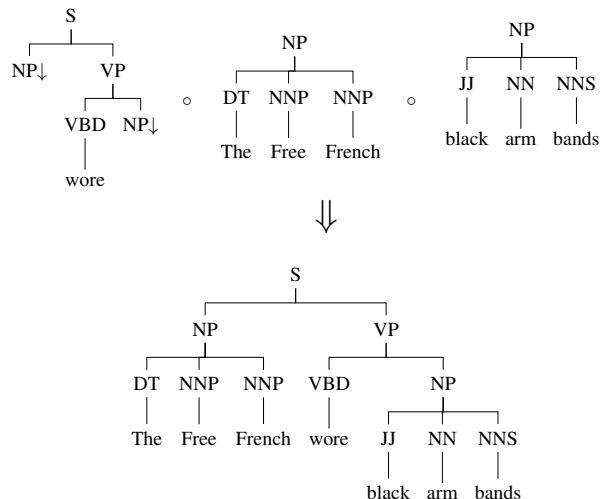 S
NP
NP↓ VP
NP
JJ NN NNS
VBD NP↓
∘
DT NNP NNP
∘
black arm bands
wore
The Free French
⇓
S
NP VP
DT NNP NNP VBD NP
The Free French wore JJ NN NNS
black arm bands